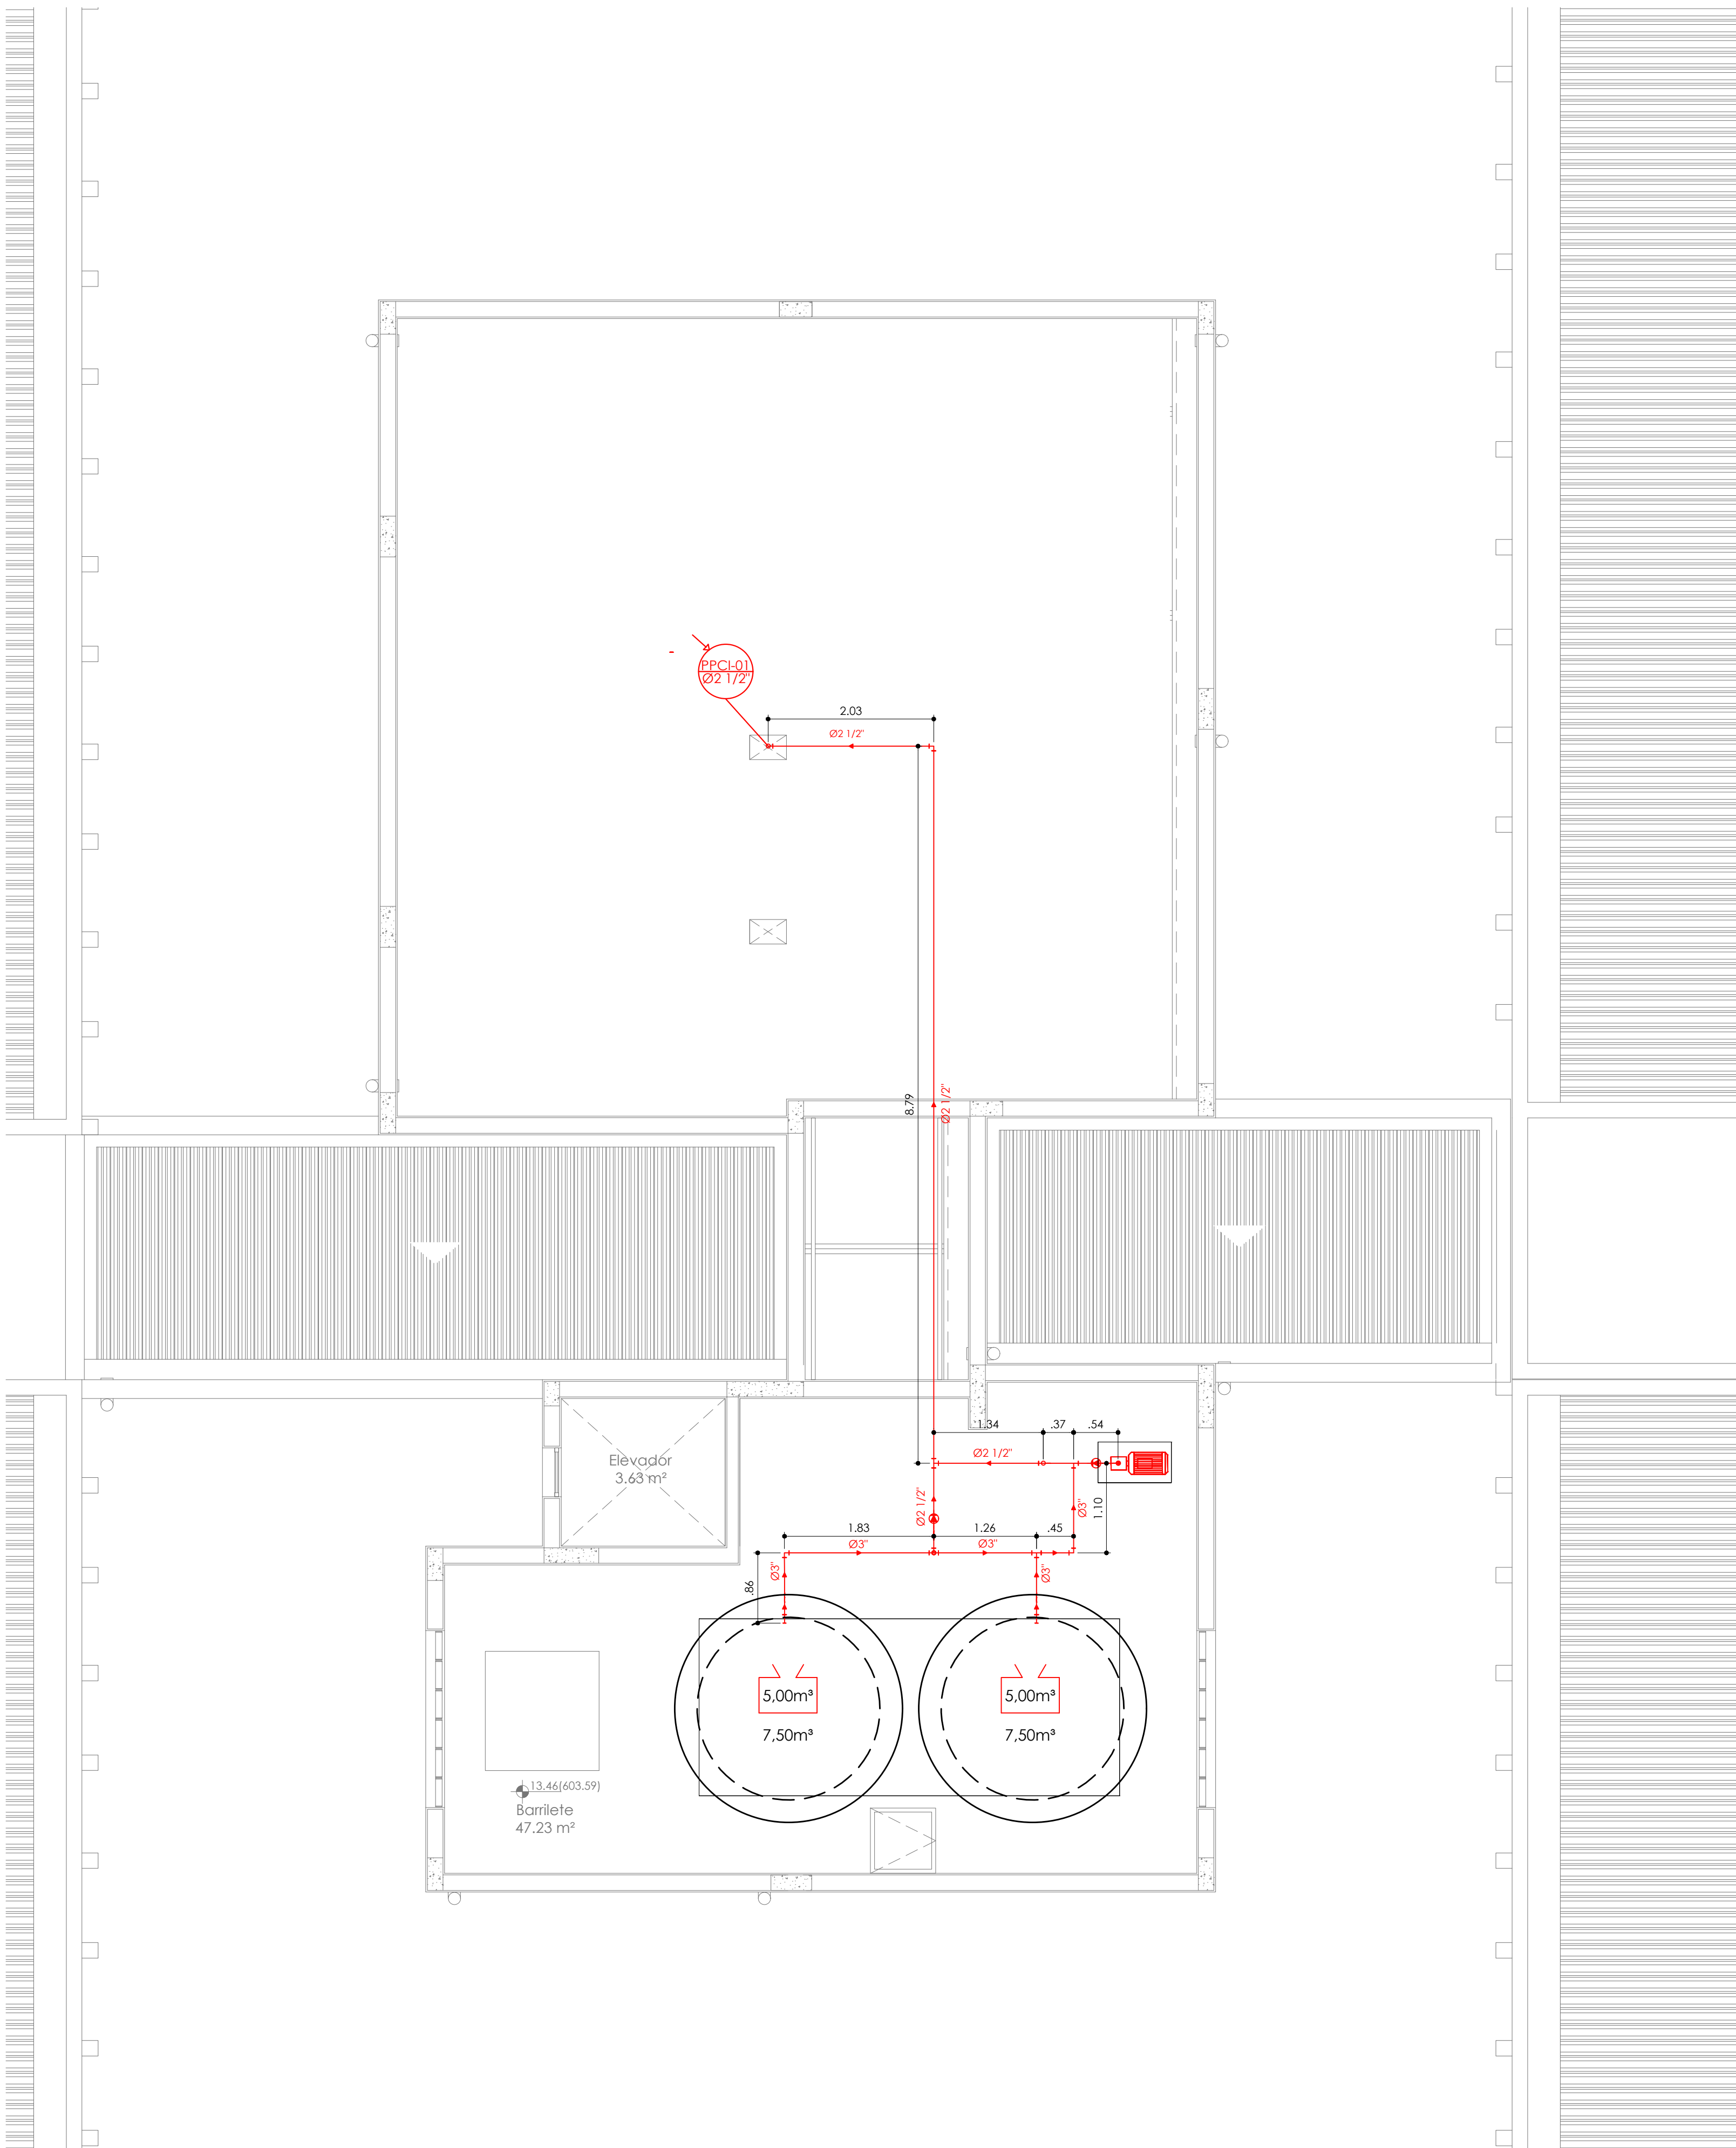 PPCI-01
Ø2 1/2"
2.03
Ø2 1/2"
8.79
Ø2 1/2"
1.34
.37
.54
Ø2 1/2"
Elevador
3.63 m²
Ø2 1/2"
Ø3"
1.10
1.83
1.26
.45
Ø3"
Ø3"
.86
Ø3"
Ø3"
5,00m³
5,00m³
7,50m³
7,50m³
13.46(603.59)
Barrilete
47.23 m²